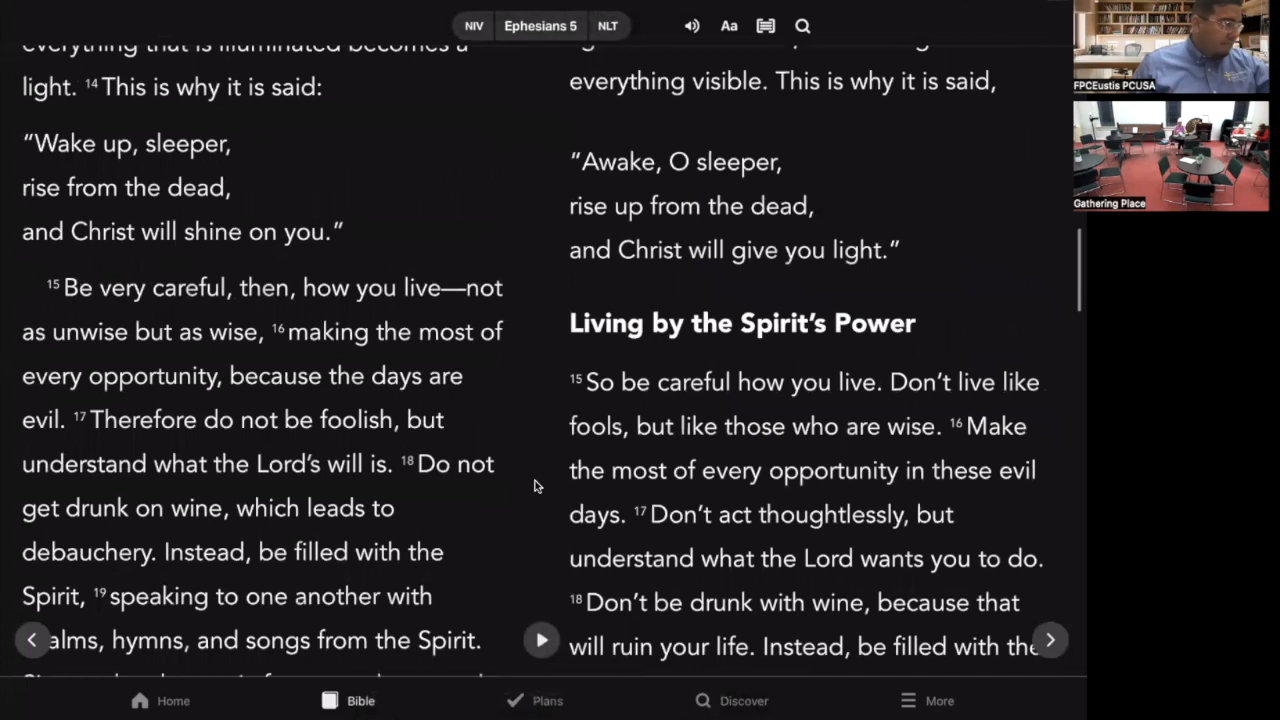 NIV Ephesians 5 NLT Aa
everything that is illuminated becomes a
light. 14 This is why it is said:
“Wake up, sleeper,
rise from the dead,
and Christ will shine on you.”
15 Be very careful, then, how you live—not
as unwise but as wise, 16 making the most of
every opportunity, because the days are
evil. 17 Therefore do not be foolish, but
understand what the Lord’s will is. 18 Do not
get drunk on wine, which leads to
debauchery. Instead, be filled with the
Spirit, 19 speaking to one another with
alms, hymns, and songs from the Spirit.
everything visible. This is why it is said,
“Awake, O sleeper,
rise up from the dead,
and Christ will give you light.”
Living by the Spirit’s Power
15 So be careful how you live. Don’t live like
fools, but like those who are wise. 16 Make
the most of every opportunity in these evil
days. 17 Don’t act thoughtlessly, but
understand what the Lord wants you to do.
18 Don’t be drunk with wine, because that
will ruin your life. Instead, be filled with the
Home Bible Plans Discover More
FPCEustis PCUSA
Gathering Place